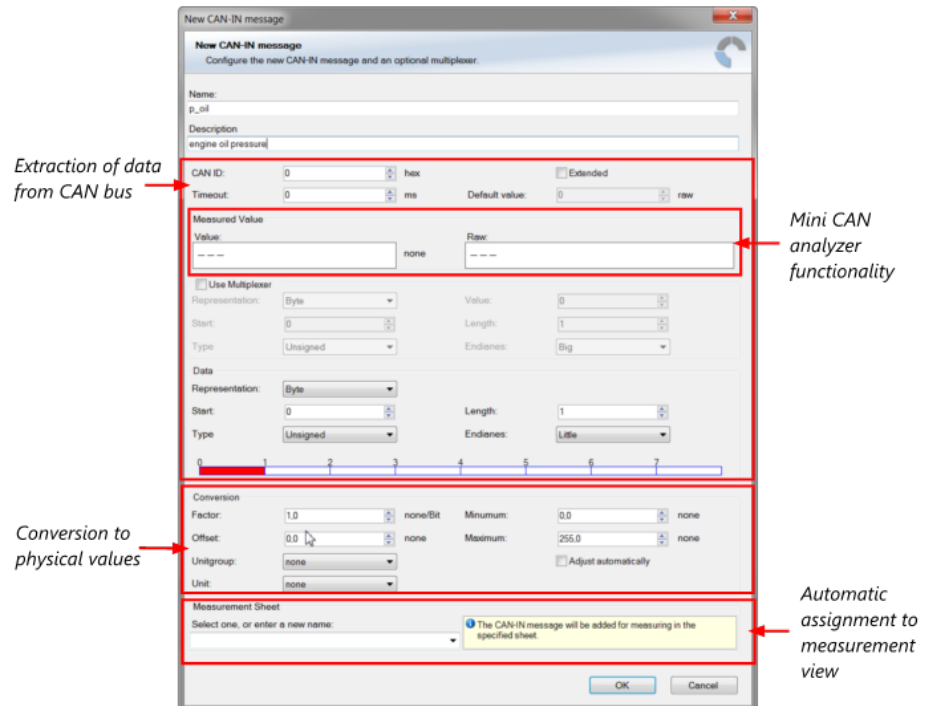 New CAN-IN message
New CAN-IN message
Configure the new CAN-IN message and an optional multiplexer.
Name:
p_oil
Description
engine oil pressure
Extraction of data
from CAN bus
CAN ID: 0 hex Extended
Timeout: 0 ms Default value: 0 raw
Measured Value
Value: Raw:
--- none ---
Mini CAN
analyzer
functionality
Use Multiplexer
Representation: Byte Value: 0
Start: 0 Length: 1
Type Unsigned Endianes: Big
Data
Representation: Byte
Start: 0 Length: 1
Type Unsigned Endianes: Little
0 1 2 3 4 5 6 7
Conversion
Factor: 1,0 none/Bit Minumum: 0,0 none
Offset: 0,0 none Maximum: 255,0 none
Unitgroup: none Adjust automatically
Unit: none
Conversion to
physical values
Measurement Sheet
Select one, or enter a new name:
The CAN-IN message will be added for measuring in the
specified sheet.
Automatic
assignment to
measurement
view
OK Cancel